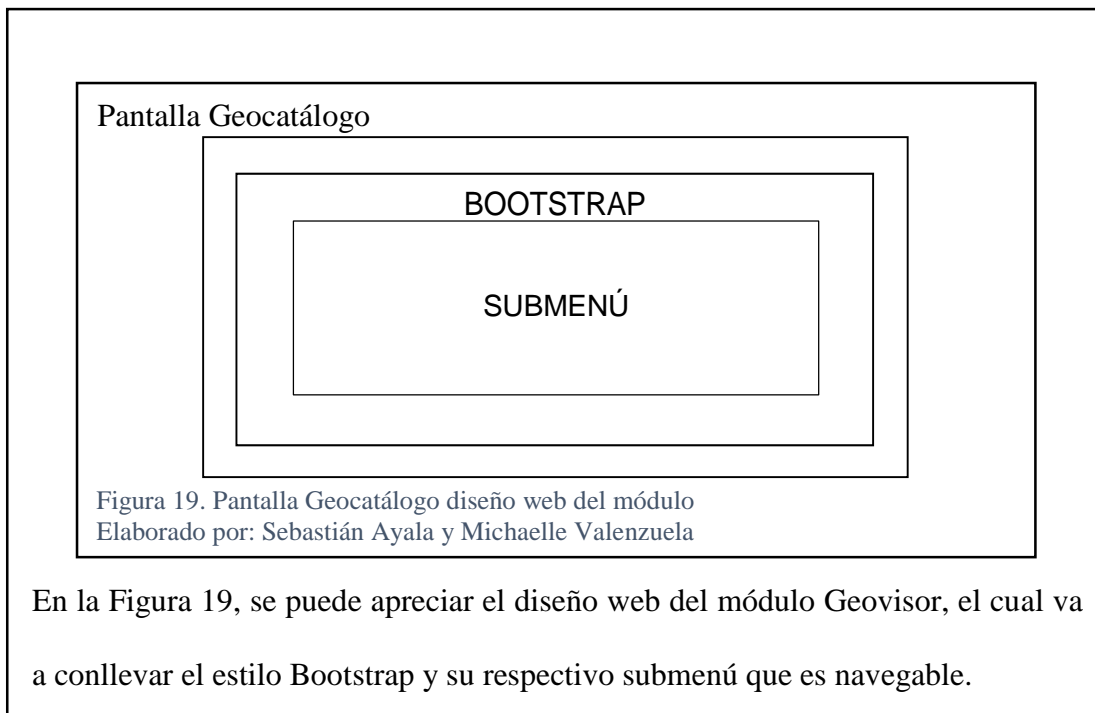 Pantalla Geocatálogo
BOOTSTRAP
SUBMENÚ
Figura 19. Pantalla Geocatálogo diseño web del módulo
Elaborado por: Sebastián Ayala y Michaelle Valenzuela
En la Figura 19, se puede apreciar el diseño web del módulo Geovisor, el cual va
a conllevar el estilo Bootstrap y su respectivo submenú que es navegable.